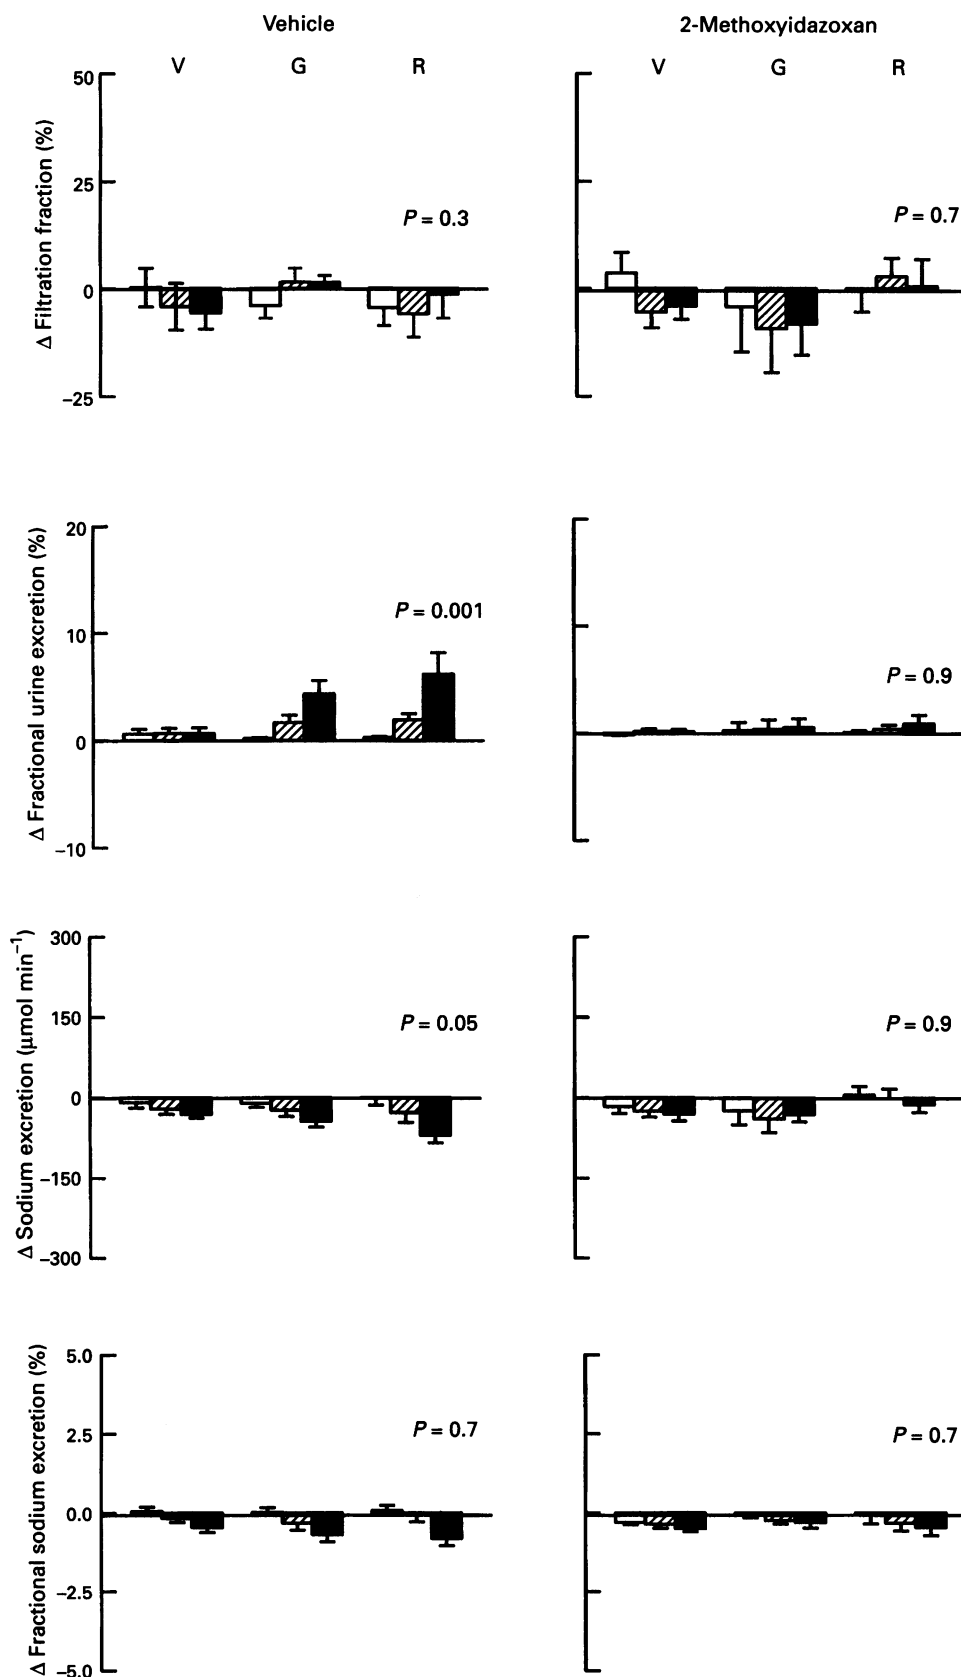 Vehicle
2-Methoxyidazoxan
V G R
V G R
Δ Filtration fraction (%)
50
25
0
−25
P = 0.3
P = 0.7
Δ Fractional urine excretion (%)
20
10
0
−10
P = 0.001
P = 0.9
Δ Sodium excretion (μmol min⁻¹)
300
150
0
−150
−300
P = 0.05
P = 0.9
Δ Fractional sodium excretion (%)
5.0
2.5
0.0
−2.5
−5.0
P = 0.7
P = 0.7